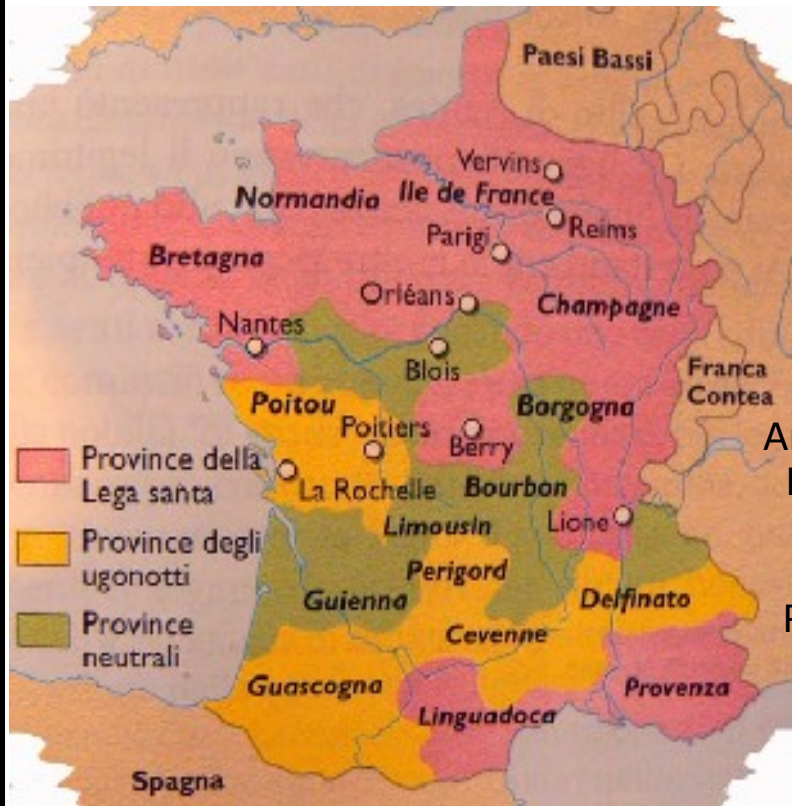 Paesi Bassi
Vervins
Normandia
Ile de France
Reims
Parigi
Bretagna
Orléans
Champagne
Nantes
Blois
Franca
Contea
Poitou
Borgogna
Poitiers
Berry
Province della
Lega santa
La Rochelle
Bourbon
Limousin
Lione
Province degli
ugonotti
Perigord
Guienna
Delfinato
Cevenne
Province
neutrali
Guascogna
Linguadoca
Provenza
Spagna